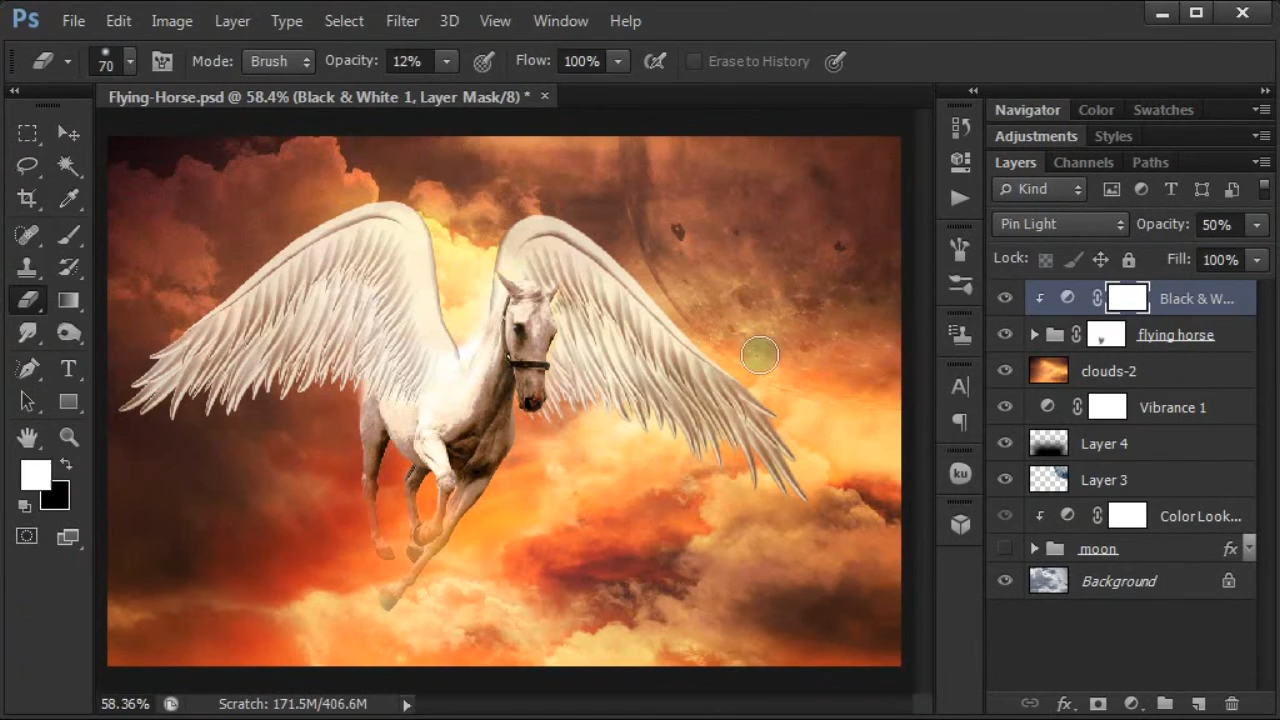 Ps File Edit Image Layer Type Select Filter 3D View Window Help
70 Mode: Brush Opacity: 12% Flow: 100% Erase to History
Flying-Horse.psd @ 58.4% (Black & White 1, Layer Mask/8) * ×
Navigator Color Swatches
Adjustments Styles
Layers Channels Paths
Kind T
Pin Light Opacity: 50%
Lock: Fill: 100%
Black & W...
flying horse
clouds-2
Vibrance 1
Layer 4
Layer 3
Color Look...
moon fx
Background
T
A
ku
58.36% Scratch: 171.5M/406.6M
fx.